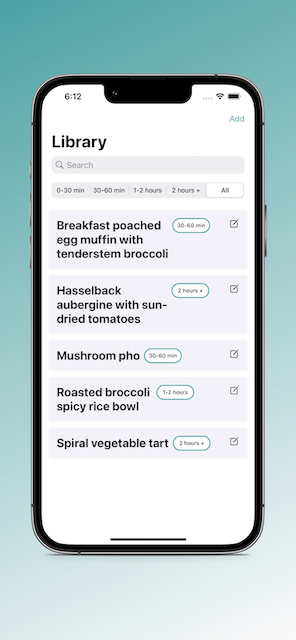 6:12
Add
Library
Search
0-30 min 30-60 min 1-2 hours 2 hours + All
Breakfast poached 30-60 min
egg muffin with
tenderstem broccoli
Hasselback 2 hours +
aubergine with sun-
dried tomatoes
Mushroom pho 30-60 min
Roasted broccoli 1-2 hours
spicy rice bowl
Spiral vegetable tart 2 hours +